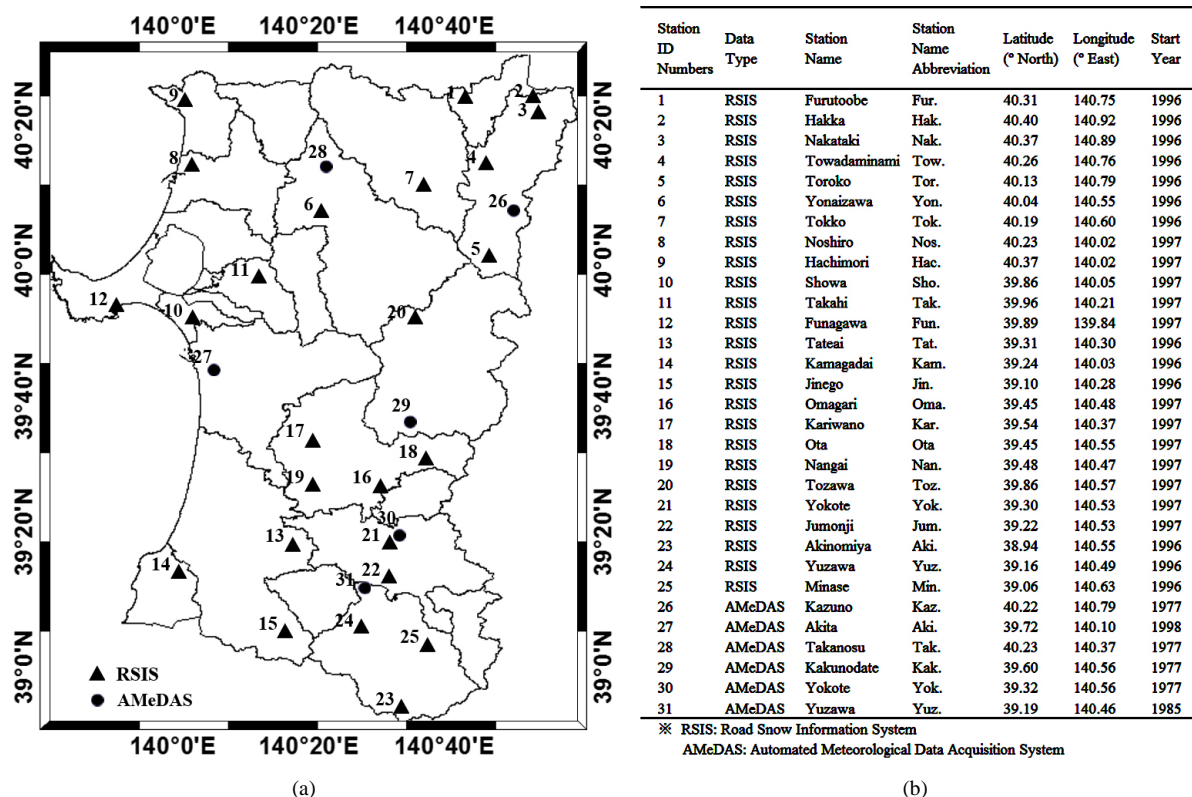 140°0'E 140°20'E 140°40'E
40°20'N 40°20'N
40°0'N 40°0'N
39°40'N 39°40'N
39°20'N 39°20'N
39°0'N 39°0'N
9
1
2
3
8
28
4
7
26
6
5
11
12
10
20
27
29
17
18
19
16
30
13
21
14
22
31
15
24
25
23
RSIS
AMeDAS
140°0'E 140°20'E 140°40'E
(a)
Station ID Numbers Data Type Station Name Station Name Abbreviation Latitude (° North) Longitude (° East) Start Year
1 RSIS Furutoobe Fur. 40.31 140.75 1996
2 RSIS Hakka Hak. 40.40 140.92 1996
3 RSIS Nakataki Nak. 40.37 140.89 1996
4 RSIS Towadaminami Tow. 40.26 140.76 1996
5 RSIS Toroko Tor. 40.13 140.79 1996
6 RSIS Yonaizawa Yon. 40.04 140.55 1996
7 RSIS Tokko Tok. 40.19 140.60 1996
8 RSIS Noshiro Nos. 40.23 140.02 1997
9 RSIS Hachimori Hac. 40.37 140.02 1997
10 RSIS Showa Sho. 39.86 140.05 1997
11 RSIS Takahi Tak. 39.96 140.21 1997
12 RSIS Funagawa Fun. 39.89 139.84 1997
13 RSIS Tateai Tat. 39.31 140.30 1996
14 RSIS Kamagadai Kam. 39.24 140.03 1996
15 RSIS Jinego Jin. 39.10 140.28 1996
16 RSIS Omagari Oma. 39.45 140.48 1997
17 RSIS Kariwano Kar. 39.54 140.37 1997
18 RSIS Ota Ota 39.45 140.55 1997
19 RSIS Nangai Nan. 39.48 140.47 1997
20 RSIS Tozawa Toz. 39.86 140.57 1997
21 RSIS Yokote Yok. 39.30 140.53 1997
22 RSIS Jumonji Jum. 39.22 140.53 1997
23 RSIS Akinomiya Aki. 38.94 140.55 1996
24 RSIS Yuzawa Yuz. 39.16 140.49 1996
25 RSIS Minase Min. 39.06 140.63 1996
26 AMeDAS Kazuno Kaz. 40.22 140.79 1977
27 AMeDAS Akita Aki. 39.72 140.10 1998
28 AMeDAS Takanosu Tak. 40.23 140.37 1977
29 AMeDAS Kakunodate Kak. 39.60 140.56 1977
30 AMeDAS Yokote Yok. 39.32 140.56 1977
31 AMeDAS Yuzawa Yuz. 39.19 140.46 1985
※ RSIS: Road Snow Information System
AMeDAS: Automated Meteorological Data Acquisition System
(b)